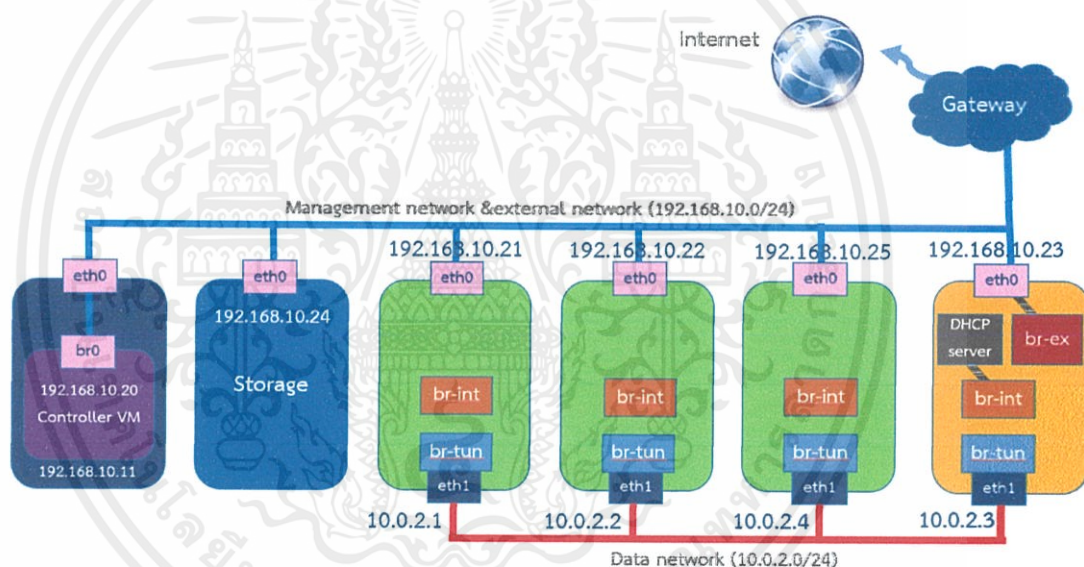 Internet
Gateway
Management network &external network (192.168.10.0/24)
192.168.10.21
192.168.10.22
192.168.10.25
192.168.10.23
eth0
eth0
eth0
eth0
eth0
eth0
192.168.10.24
DHCP
server
br-ex
br0
192.168.10.20
Controller VM
192.168.10.11
Storage
br-int
br-int
br-int
br-int
br-tun
br-tun
br-tun
br-tun
eth1
eth1
eth1
eth1
10.0.2.1
10.0.2.2
10.0.2.4
10.0.2.3
Data network (10.0.2.0/24)